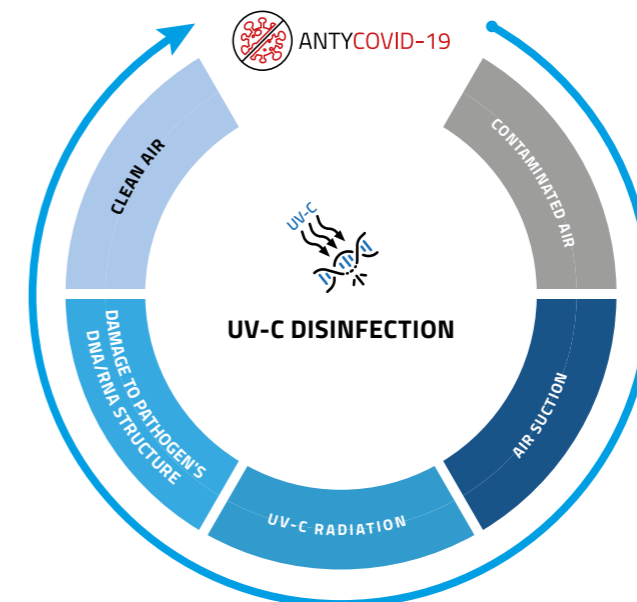 ANTYCOVID-19
CONTAMINATED AIR
AIR SUCTION
UV-C RADIATION
DAMAGE TO PATHOGEN'S
DNA/RNA STRUCTURE
CLEAN AIR
UV-C
UV-C DISINFECTION